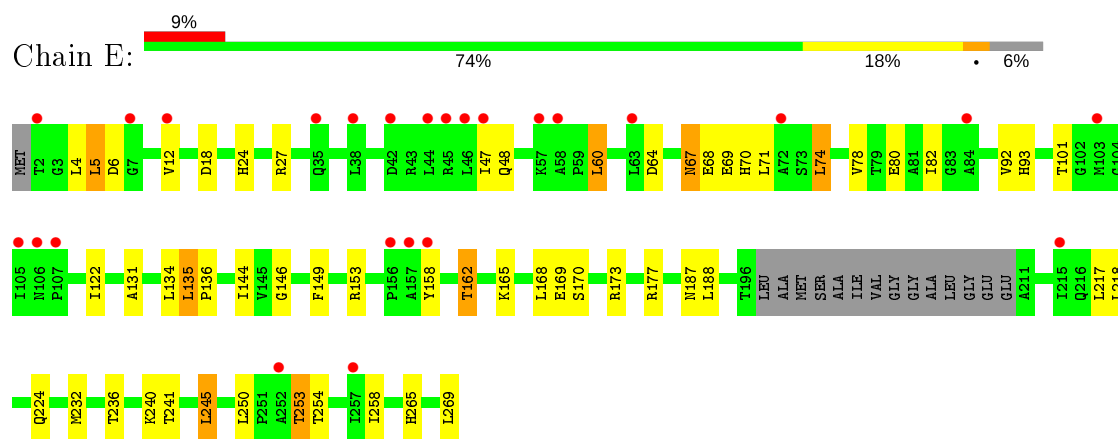 9%
Chain E:
74% 18% • 6%
MET T2 G3 L4 L5 D6 G7 V12 D18 H24 R27 Q35 L38 D42 R43 L44 R45 L46 I47 Q48 K57 A58 P59 L60 L63 D64 N67 E68 E69 H70 L71 A72 S73 L74 V78 T79 E80 A81 I82 G83 A84 V92 H93 T101 G102 M103 G104
I105 N106 P107 I122 A131 L134 L135 P136 I144 V145 G146 F149 R153 P156 A157 Y158 T162 K165 L168 E169 S170 R173 R177 N187 L188 T196 LEU ALA MET SER ALA ILE VAL GLY GLY ALA LEU GLY GLU GLU A211 I215 Q216 L217 L218
Q224 M232 T236 K240 T241 L245 L250 P251 A252 T253 T254 I257 I258 H265 L269